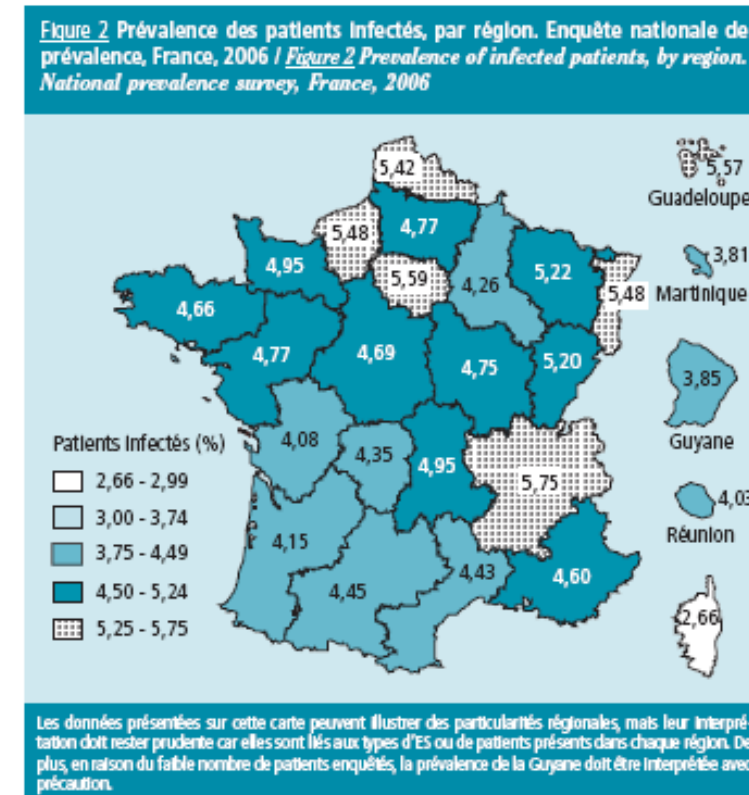 Figure 2 Prévalence des patients infectés, par région. Enquête nationale de
prévalence, France, 2006 / Figure 2 Prevalence of infected patients, by region.
National prevalence survey, France, 2006
5,42
5,57
Guadeloupe
5,48
4,77
4,95
5,59
4,26
5,22
3,81
5,48
Martinique
4,66
4,77
4,69
4,75
5,20
3,85
Guyane
Patients infectés (%)
2,66 - 2,99
3,00 - 3,74
3,75 - 4,49
4,50 - 5,24
5,25 - 5,75
4,08
4,35
4,95
5,75
4,03
Réunion
4,15
4,45
4,43
4,60
2,66
Les données présentées sur cette carte peuvent illustrer des particularités régionales, mais leur interpré-
tation doit rester prudente car elles sont liés aux types d'ES ou de patients présents dans chaque région. De
plus, en raison du faible nombre de patients enquêtés, la prévalence de la Guyane doit être interprétée avec
précaution.